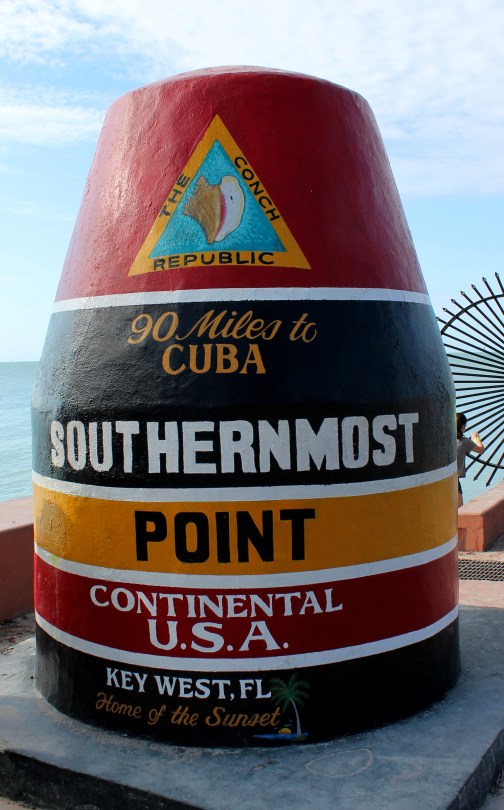 THE CONCH
REPUBLIC
90 Miles to
CUBA
SOUTHERNMOST
POINT
CONTINENTAL
U.S.A.
KEY WEST, FL
Home of the Sunset